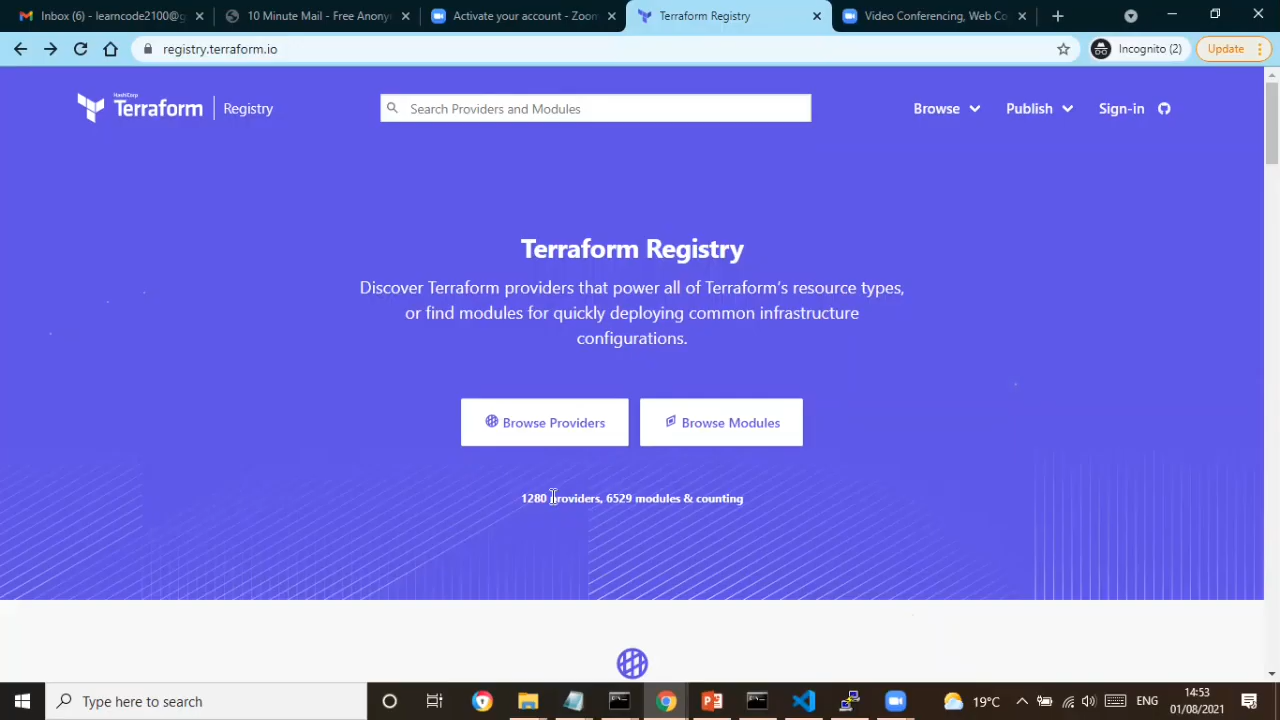 Inbox (6) - learncode2100@g
10 Minute Mail - Free Anony
Activate your account - Zoom
Terraform Registry
Video Conferencing, Web Co
registry.terraform.io
Incognito (2)
Update
HashiCorp
Terraform
Registry
Search Providers and Modules
Browse
Publish
Sign-in
Terraform Registry
Discover Terraform providers that power all of Terraform's resource types,
or find modules for quickly deploying common infrastructure
configurations.
Browse Providers
Browse Modules
1280 providers, 6529 modules & counting
Type here to search
19°C
ENG
14:53
01/08/2021